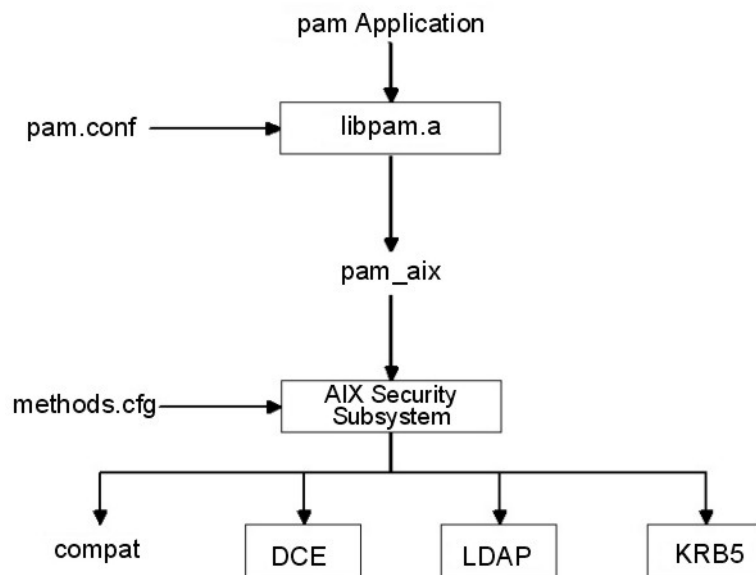 pam Application
pam.conf
libpam.a
pam_aix
methods.cfg
AIX Security
Subsystem
compat
DCE
LDAP
KRB5